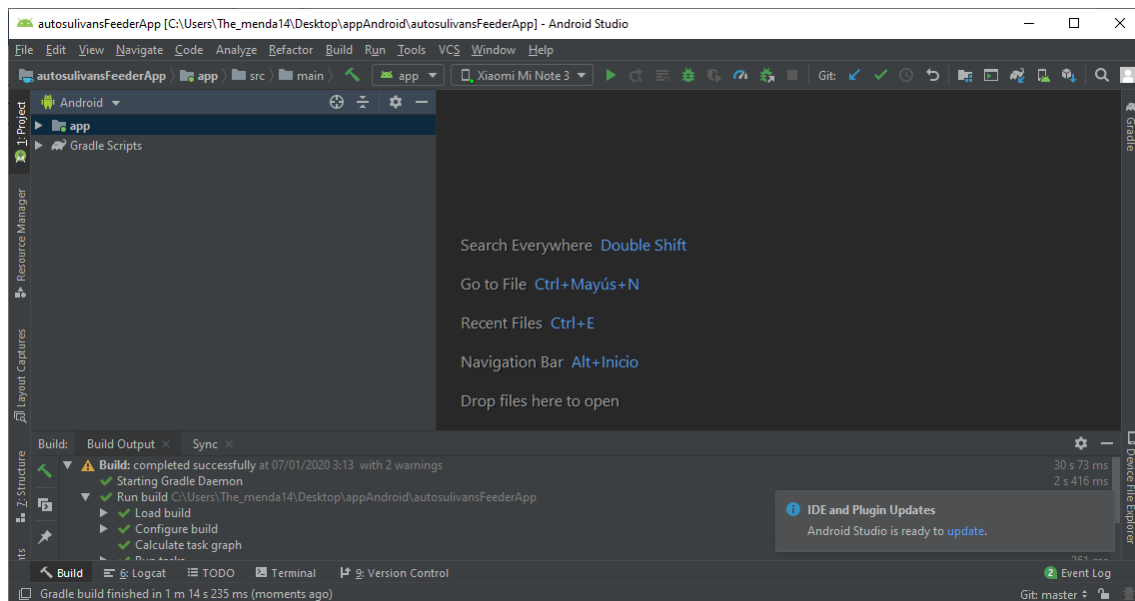 autosulivansFeederApp [C:\Users\The_menda14\Desktop\appAndroid\autosulivansFeederApp] - Android Studio
File Edit View Navigate Code Analyze Refactor Build Run Tools VCS Window Help
autosulivansFeederApp app src main app Xiaomi Mi Note 3 Git:
Android
app
Gradle Scripts
1: Project
Resource Manager
Layout Captures
Z: Structure
Gradle
Device File Explorer
Search Everywhere Double Shift
Go to File Ctrl+Mayús+N
Recent Files Ctrl+E
Navigation Bar Alt+Inicio
Drop files here to open
Build: Build Output Sync
Build: completed successfully at 07/01/2020 3:13 with 2 warnings 30 s 73 ms
Starting Gradle Daemon 2 s 416 ms
Run build C:\Users\The_menda14\Desktop\appAndroid\autosulivansFeederApp
Load build
Configure build
Calculate task graph
IDE and Plugin Updates
Android Studio is ready to update.
Build 6: Logcat TODO Terminal 9: Version Control 2 Event Log
Gradle build finished in 1 m 14 s 235 ms (moments ago) Git: master